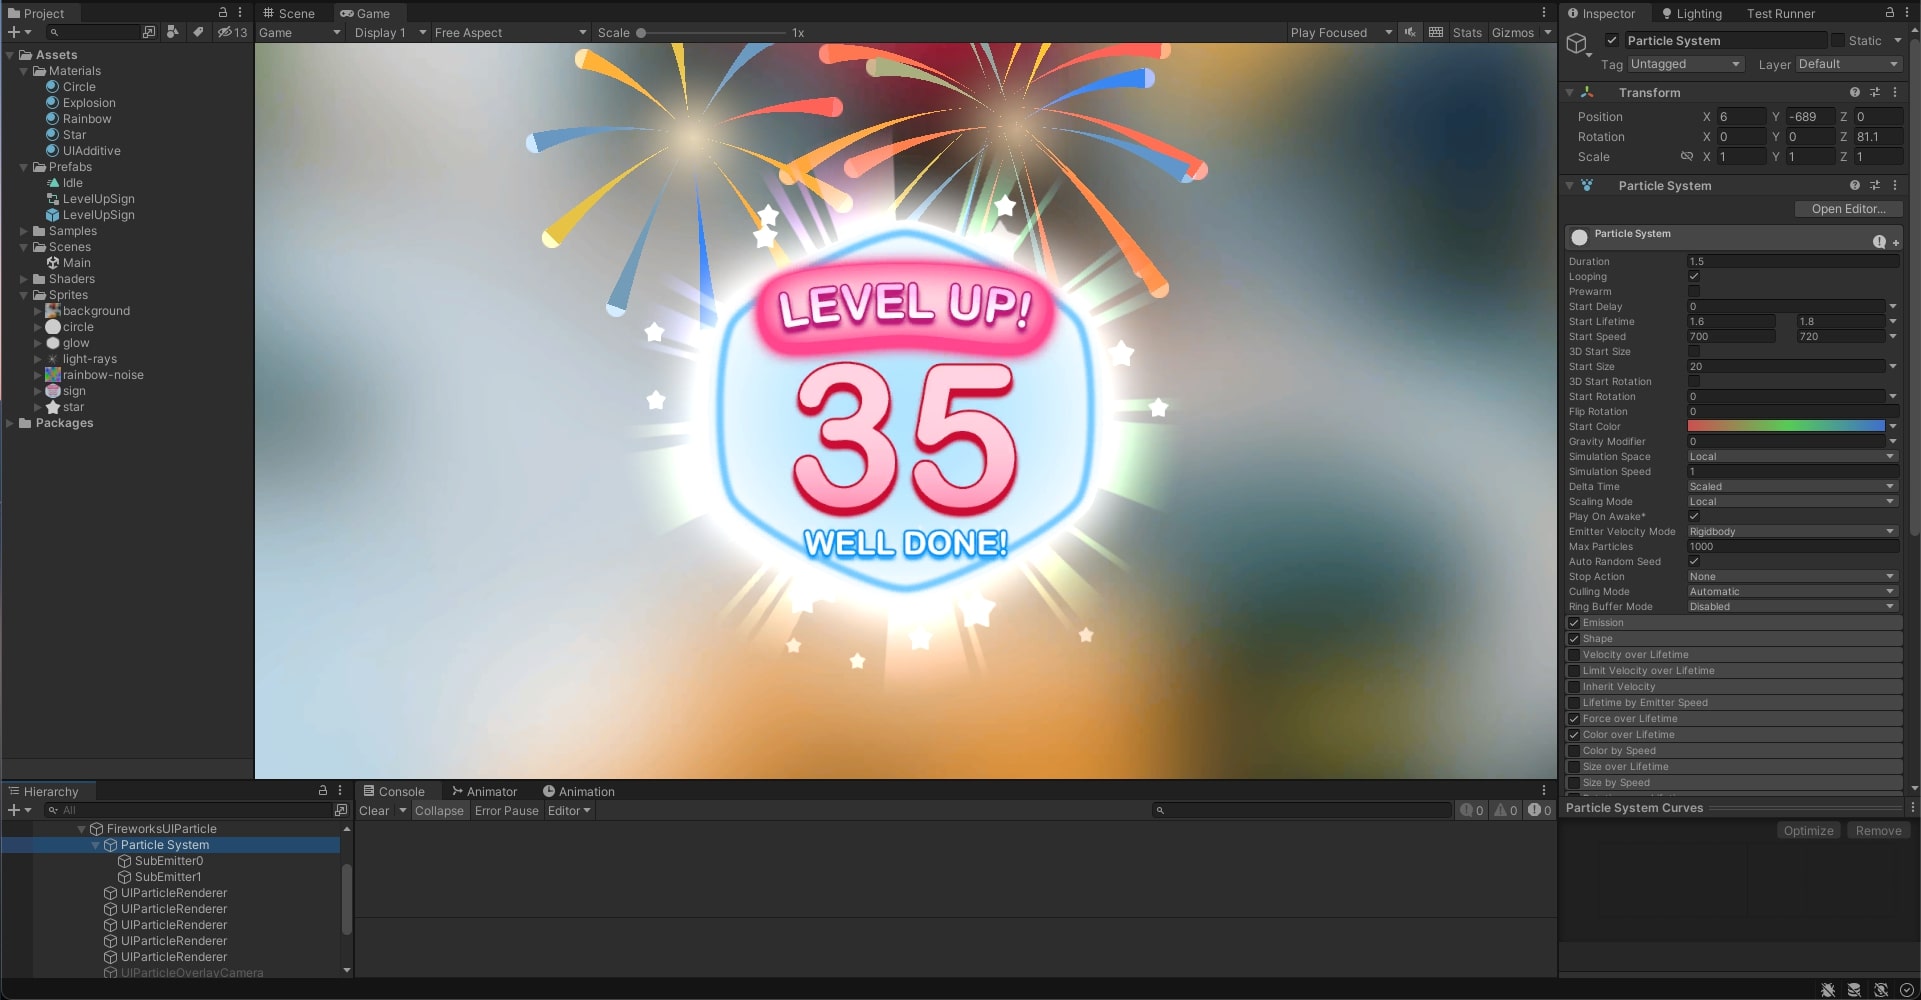 Project
13
Assets
Materials
Circle
Explosion
Rainbow
Star
UIAdditive
Prefabs
Idle
LevelUpSign
LevelUpSign
Samples
Scenes
Main
Shaders
Sprites
background
circle
glow
light-rays
rainbow-noise
sign
star
Packages
Scene Game
Game Display 1 Free Aspect Scale 1x Play Focused Stats Gizmos
LEVEL UP!
35
WELL DONE!
Hierarchy
All
FireworksUIParticle
Particle System
SubEmitter0
SubEmitter1
UIParticleRenderer
UIParticleRenderer
UIParticleRenderer
UIParticleRenderer
UIParticleRenderer
UIParticleOverlayCamera
Console Animator Animation
Clear Collapse Error Pause Editor 0 0 0
Inspector Lighting Test Runner
Particle System Static
Tag Untagged Layer Default
Transform
Position X 6 Y -689 Z 0
Rotation X 0 Y 0 Z 81.1
Scale X 1 Y 1 Z 1
Particle System
Open Editor...
Particle System
Duration 1.5
Looping
Prewarm
Start Delay 0
Start Lifetime 1.6 1.8
Start Speed 700 720
3D Start Size
Start Size 20
3D Start Rotation
Start Rotation 0
Flip Rotation 0
Start Color
Gravity Modifier 0
Simulation Space Local
Simulation Speed 1
Delta Time Scaled
Scaling Mode Local
Play On Awake*
Emitter Velocity Mode Rigidbody
Max Particles 1000
Auto Random Seed
Stop Action None
Culling Mode Automatic
Ring Buffer Mode Disabled
Emission
Shape
Velocity over Lifetime
Limit Velocity over Lifetime
Inherit Velocity
Lifetime by Emitter Speed
Force over Lifetime
Color over Lifetime
Color by Speed
Size over Lifetime
Size by Speed
Particle System Curves
Optimize Remove